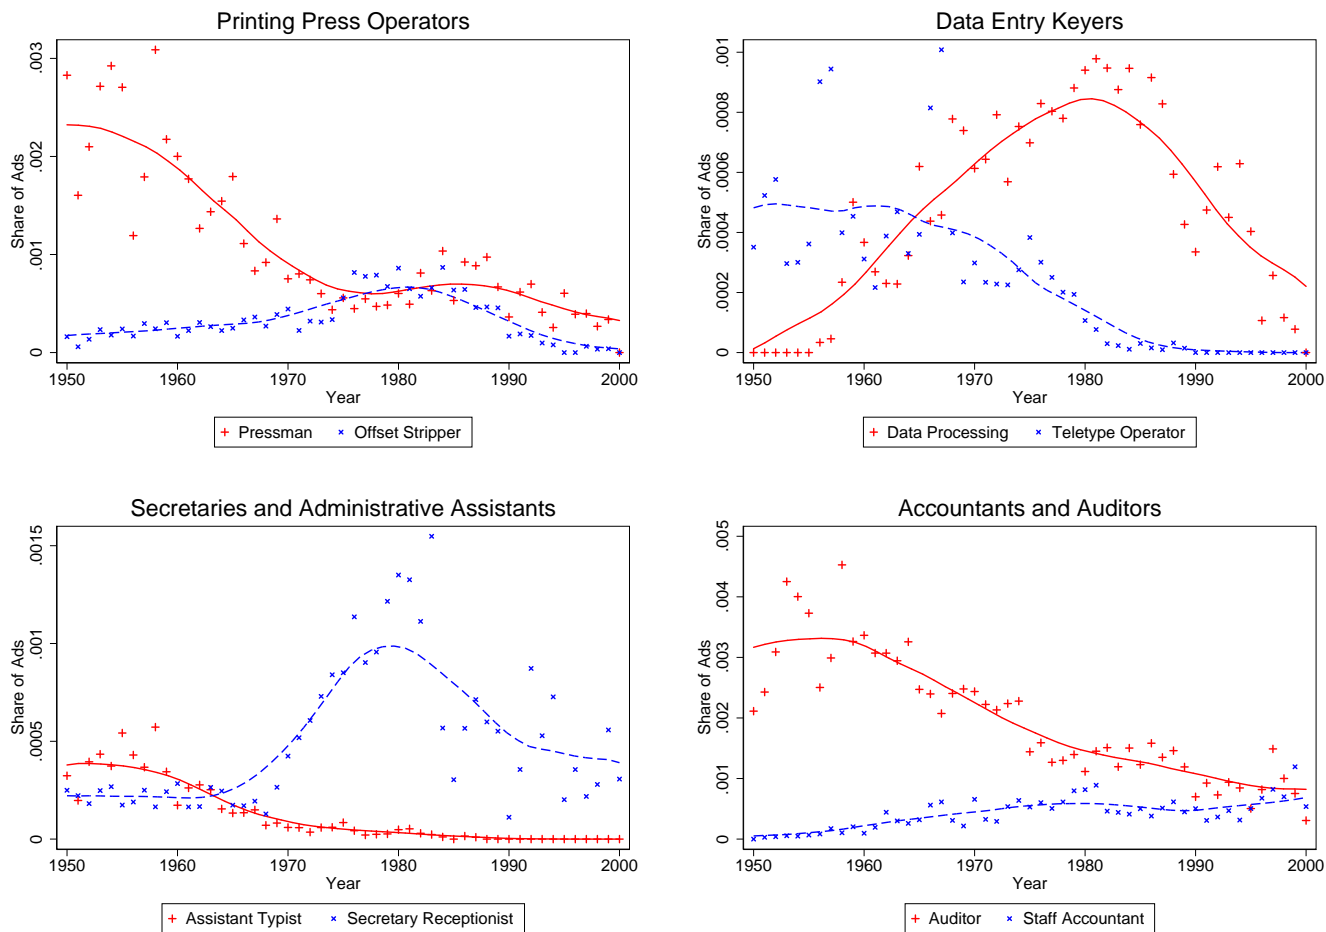 Printing Press Operators
Share of Ads
.003
.002
.001
0
1950 1960 1970 1980 1990 2000
Year
Pressman Offset Stripper
Data Entry Keyers
Share of Ads
.001
.0008
.0006
.0004
.0002
0
1950 1960 1970 1980 1990 2000
Year
Data Processing Teletype Operator
Secretaries and Administrative Assistants
Share of Ads
.0015
.001
.0005
0
1950 1960 1970 1980 1990 2000
Year
Assistant Typist Secretary Receptionist
Accountants and Auditors
Share of Ads
.005
.004
.003
.002
.001
0
1950 1960 1970 1980 1990 2000
Year
Auditor Staff Accountant